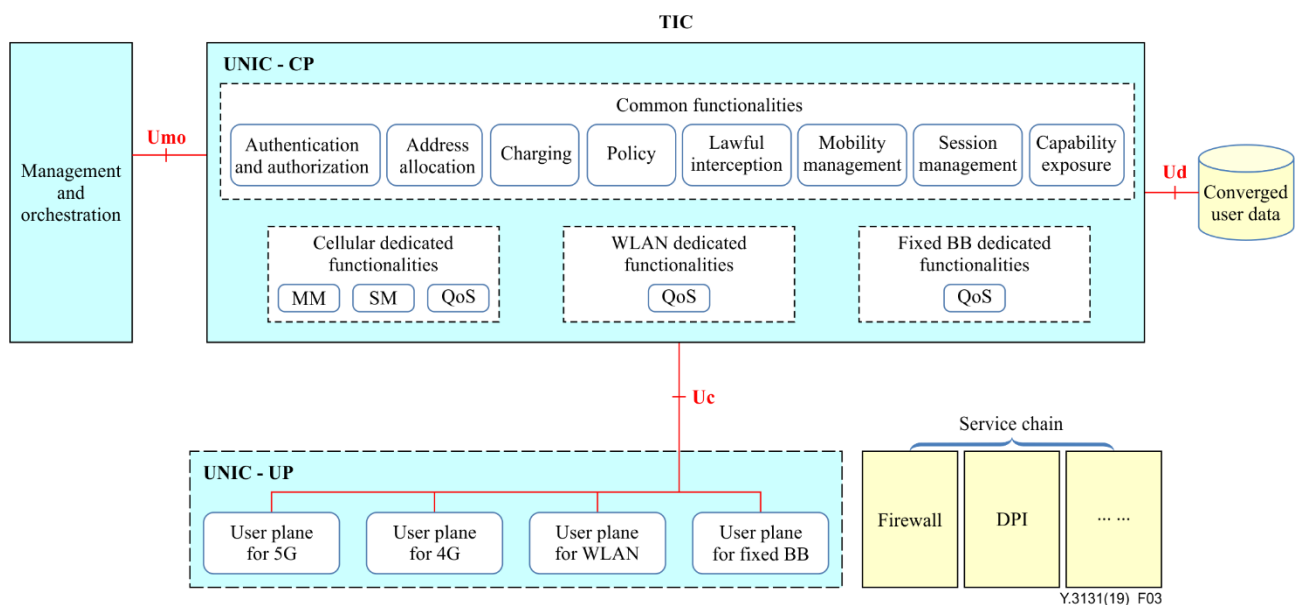 TIC
UNIC - CP
Common functionalities
Authentication
and authorization
Address
allocation
Charging
Policy
Lawful
interception
Mobility
management
Session
management
Capability
exposure
Umo
Management
and
orchestration
Ud
Converged
user data
Cellular dedicated
functionalities
MM
SM
QoS
WLAN dedicated
functionalities
QoS
Fixed BB dedicated
functionalities
QoS
Uc
UNIC - UP
User plane
for 5G
User plane
for 4G
User plane
for WLAN
User plane
for fixed BB
Service chain
Firewall
DPI
... ...
Y.3131(19) F03